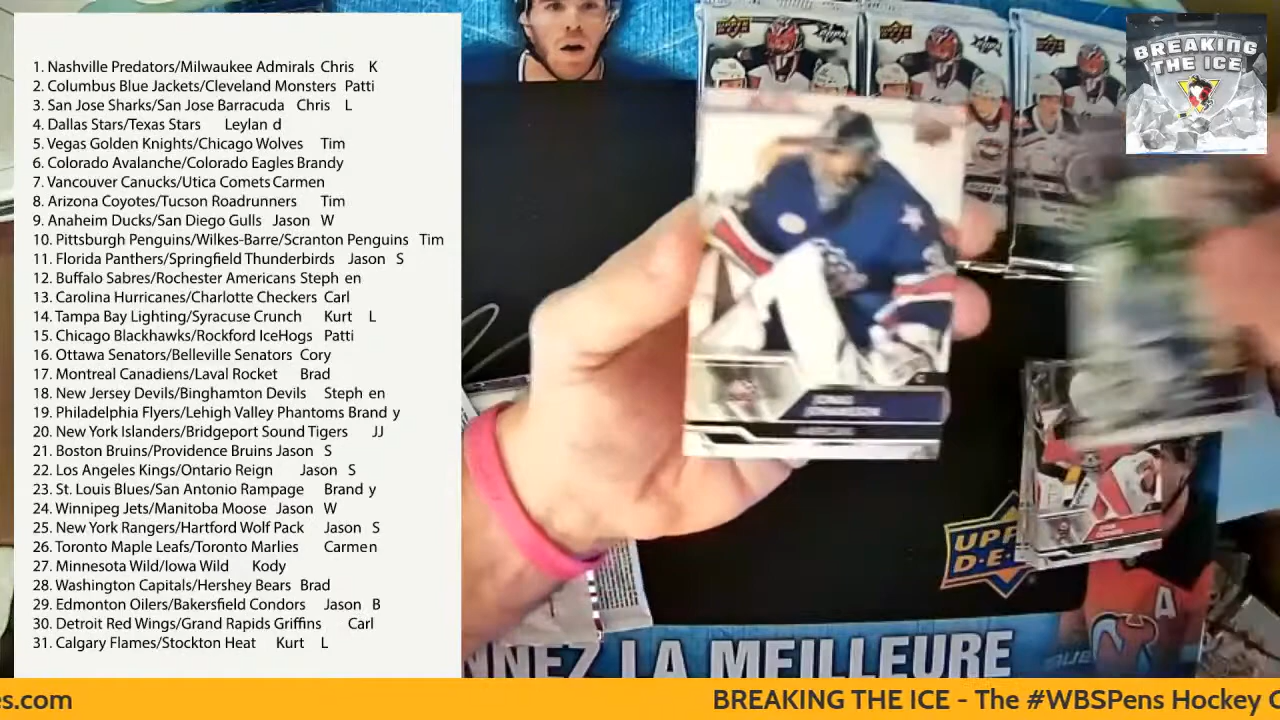 1. Nashville Predators/Milwaukee Admirals Chris K
2. Columbus Blue Jackets/Cleveland Monsters Patti
3. San Jose Sharks/San Jose Barracuda Chris L
4. Dallas Stars/Texas Stars Leylan d
5. Vegas Golden Knights/Chicago Wolves Tim
6. Colorado Avalanche/Colorado Eagles Brandy
7. Vancouver Canucks/Utica Comets Carmen
8. Arizona Coyotes/Tucson Roadrunners Tim
9. Anaheim Ducks/San Diego Gulls Jason W
10. Pittsburgh Penguins/Wilkes-Barre/Scranton Penguins Tim
11. Florida Panthers/Springfield Thunderbirds Jason S
12. Buffalo Sabres/Rochester Americans Steph en
13. Carolina Hurricanes/Charlotte Checkers Carl
14. Tampa Bay Lighting/Syracuse Crunch Kurt L
15. Chicago Blackhawks/Rockford IceHogs Patti
16. Ottawa Senators/Belleville Senators Cory
17. Montreal Canadiens/Laval Rocket Brad
18. New Jersey Devils/Binghamton Devils Steph en
19. Philadelphia Flyers/Lehigh Valley Phantoms Brand y
20. New York Islanders/Bridgeport Sound Tigers JJ
21. Boston Bruins/Providence Bruins Jason S
22. Los Angeles Kings/Ontario Reign Jason S
23. St. Louis Blues/San Antonio Rampage Brand y
24. Winnipeg Jets/Manitoba Moose Jason W
25. New York Rangers/Hartford Wolf Pack Jason S
26. Toronto Maple Leafs/Toronto Marlies Carmen
27. Minnesota Wild/Iowa Wild Kody
28. Washington Capitals/Hershey Bears Brad
29. Edmonton Oilers/Bakersfield Condors Jason B
30. Detroit Red Wings/Grand Rapids Griffins Carl
31. Calgary Flames/Stockton Heat Kurt L
BREAKING
THE ICE
UPP
D·E
A
NNEZ LA MEILLEURE
es.com
BREAKING THE ICE - The #WBSPens Hockey C